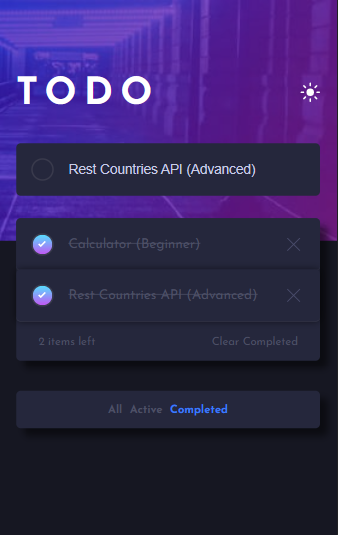 TODO
Rest Countries API (Advanced)
Calculator (Beginner)
Rest Countries API (Advanced)
2 items left Clear Completed
All Active Completed